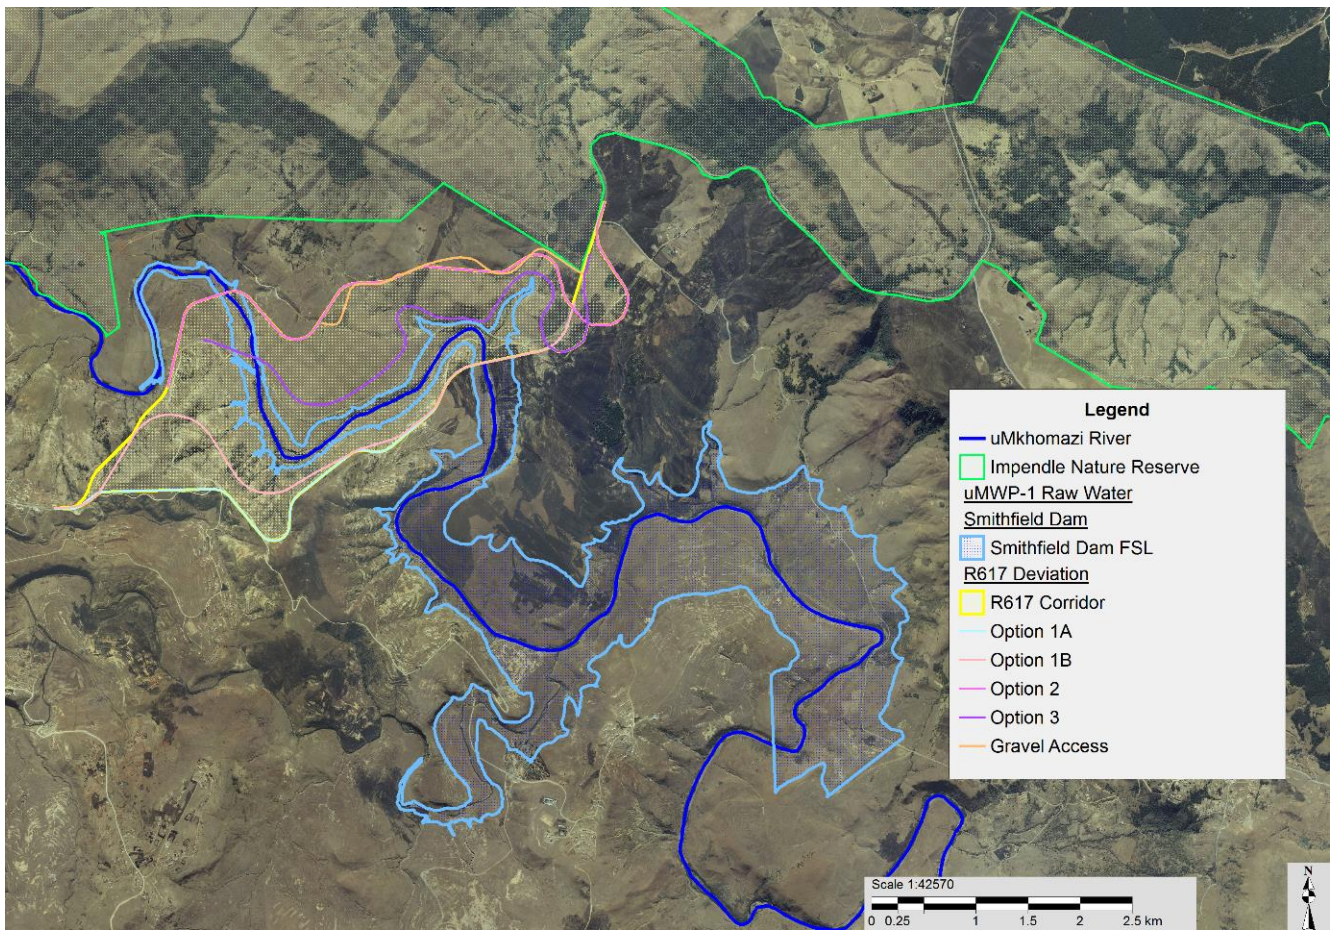 Legend
uMkhomazi River
Impendle Nature Reserve
uMWP-1 Raw Water
Smithfield Dam
Smithfield Dam FSL
R617 Deviation
R617 Corridor
Option 1A
Option 1B
Option 2
Option 3
Gravel Access
Scale 1:42570
0 0.25 1 1.5 2 2.5 km
N